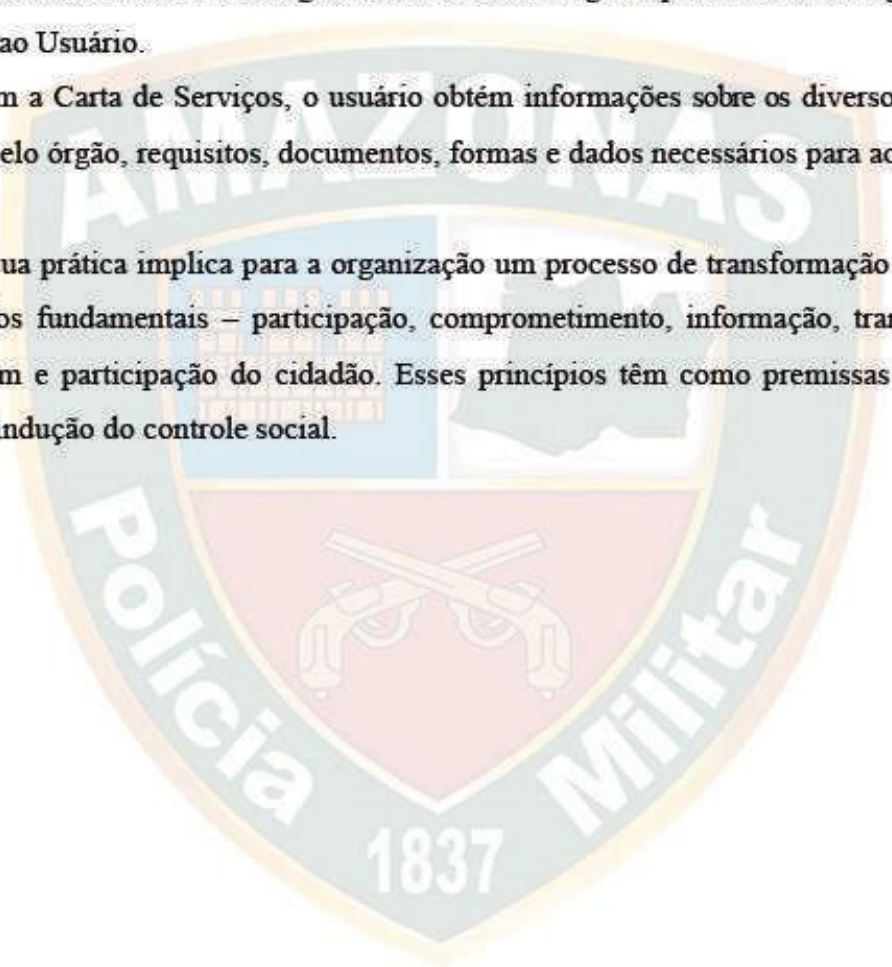 ao Usuário.
m a Carta de Serviços, o usuário obtém informações sobre os diverso
elo órgão, requisitos, documentos, formas e dados necessários para ac
ua prática implica para a organização um processo de transformação
os fundamentais – participação, comprometimento, informação, tran
m e participação do cidadão. Esses princípios têm como premissas
indução do controle social.
AMAZONAS
Polícia Militar
1837